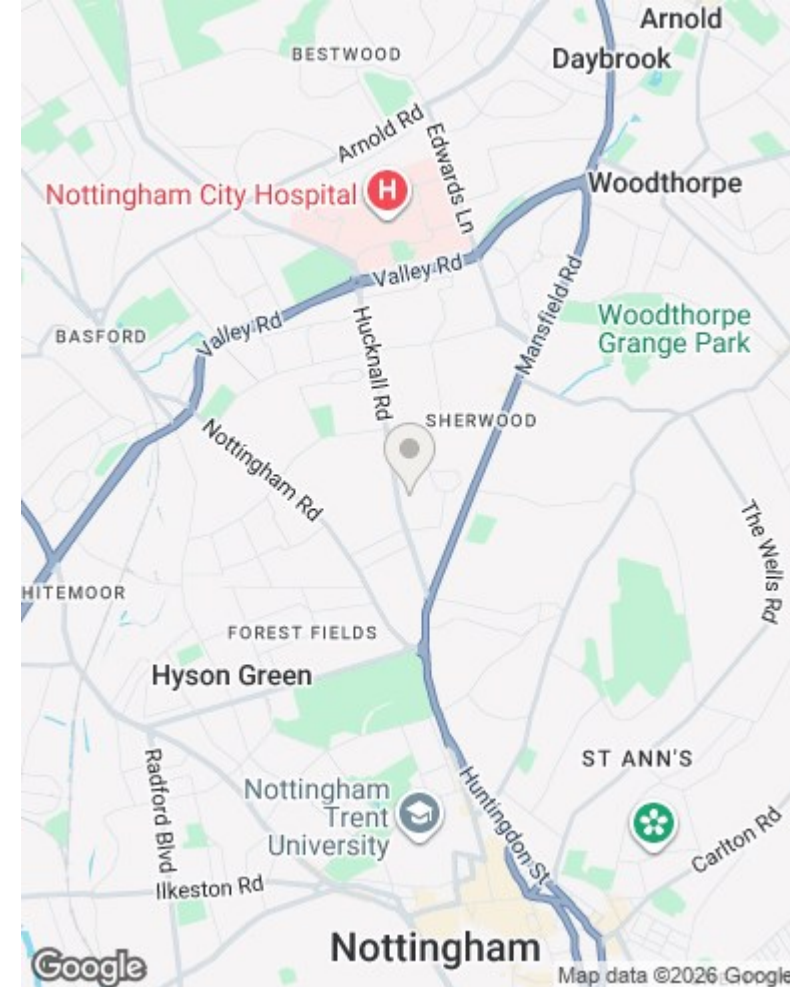 Arnold
BESTWOOD
Daybrook
Arnold Rd
Edwards Ln
Nottingham City Hospital
H
Woodthorpe
Valley Rd
Mansfield Rd
Woodthorpe
Grange Park
Valley Rd
BASFORD
Hucknall Rd
SHERWOOD
Nottingham Rd
The Wells Rd
HITEMOOR
FOREST FIELDS
Hyson Green
ST ANN'S
Nottingham
Trent
University
Huntingdon St
Radford Blvd
Carlton Rd
Ilkeston Rd
Nottingham
Google
Map data ©2026 Google